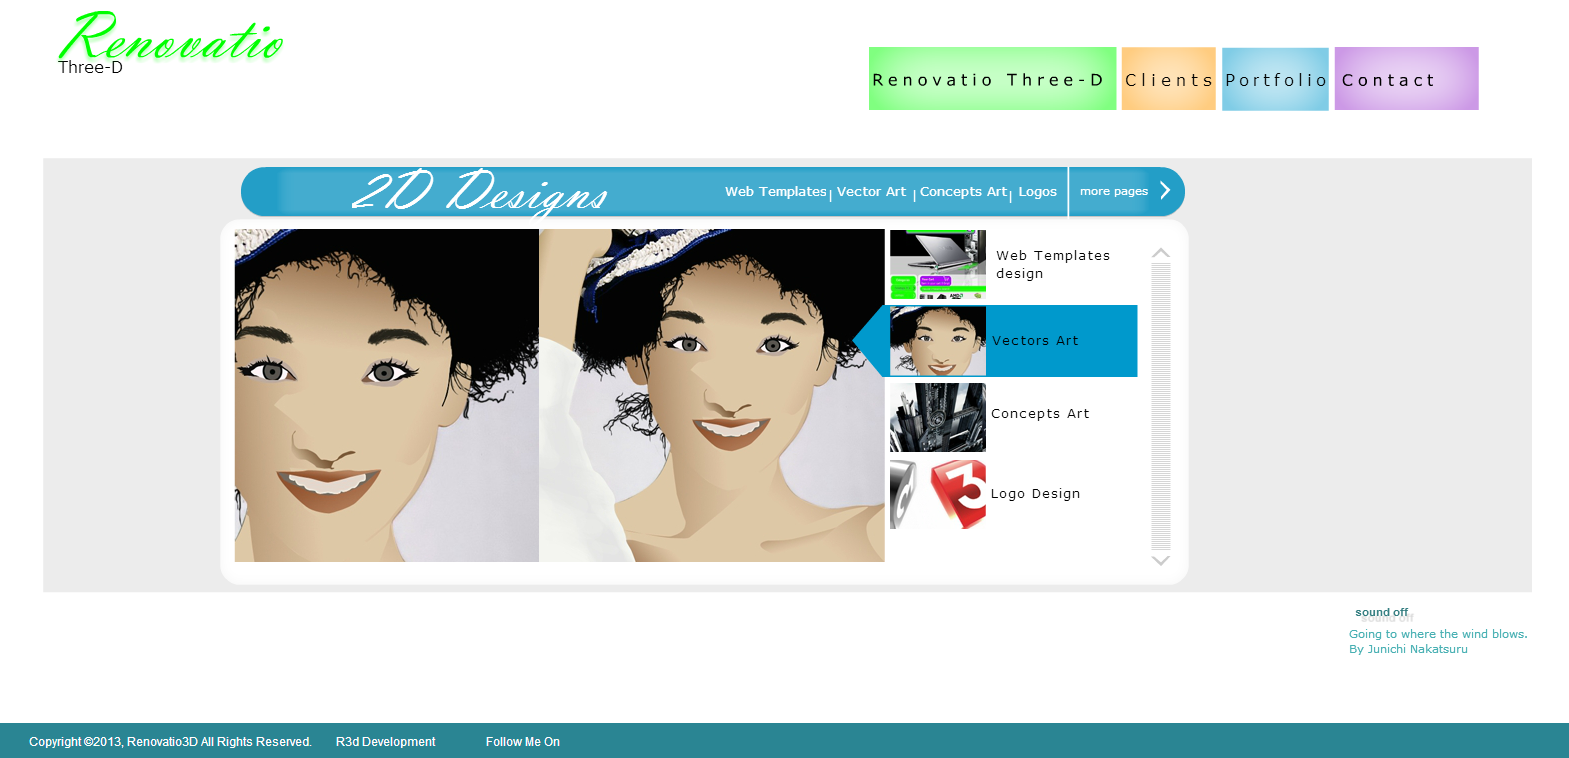 Renovatio
Three-D
Renovatio Three-D
Clients
Portfolio
Contact
2D Designs
Web Templates
Vector Art
Concepts Art
Logos
more pages
Web Templates
design
Vectors Art
Concepts Art
Logo Design
sound off
Going to where the wind blows.
By Junichi Nakatsuru
Copyright ©2013, Renovatio3D All Rights Reserved.
R3d Development
Follow Me On